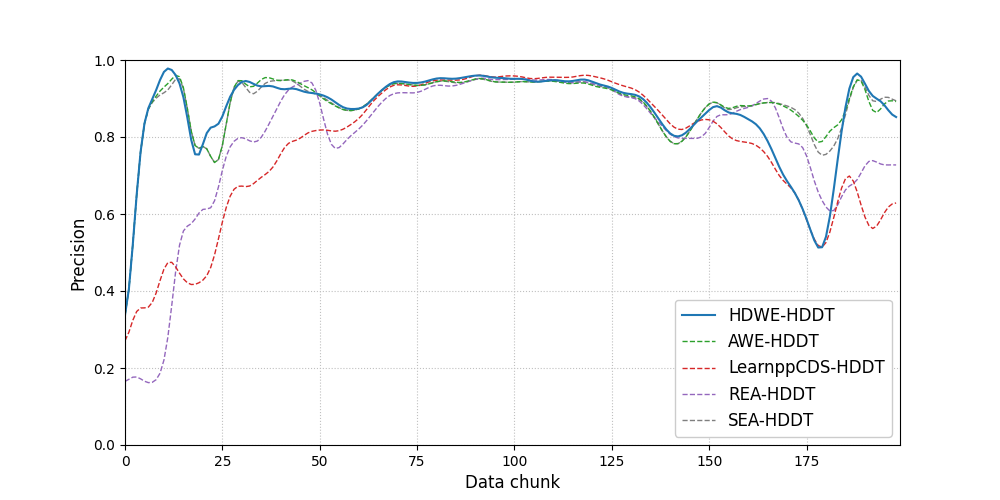 1.0
0.8
0.6
0.4
0.2
0.0
Precision
0 25 50 75 100 125 150 175
Data chunk
HDWE-HDDT
AWE-HDDT
LearnppCDS-HDDT
REA-HDDT
SEA-HDDT